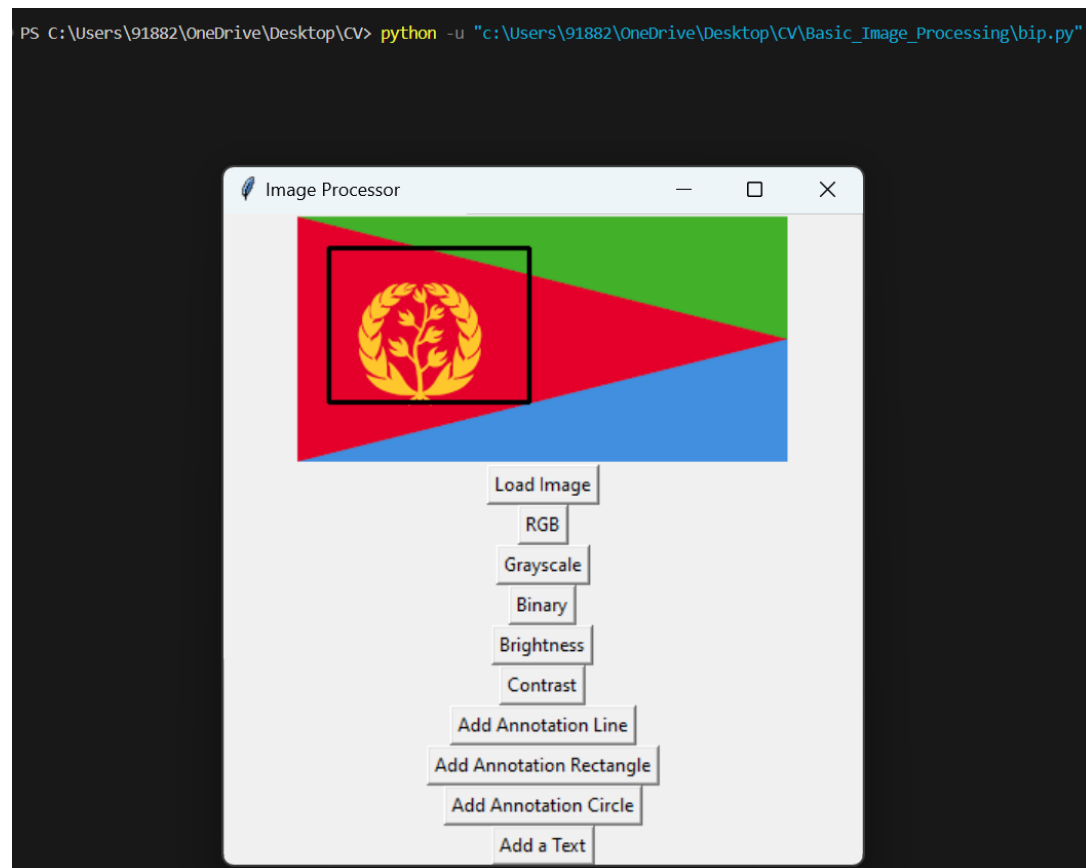 PS C:\Users\91882\OneDrive\Desktop\CV> python -u "c:\Users\91882\OneDrive\Desktop\CV\Basic_Image_Processing\bip.py"
Image Processor
Load Image
RGB
Grayscale
Binary
Brightness
Contrast
Add Annotation Line
Add Annotation Rectangle
Add Annotation Circle
Add a Text